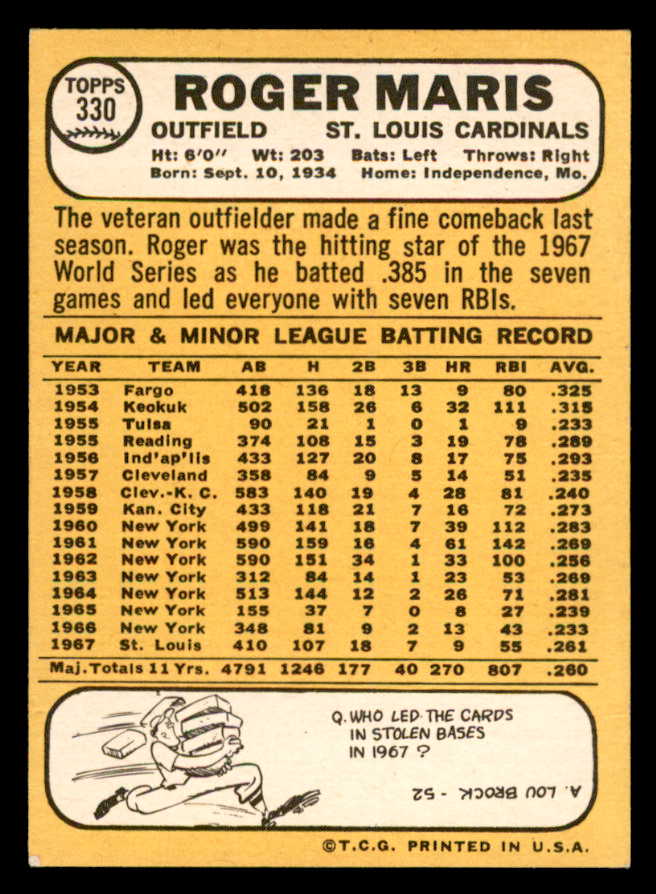 TOPPS
330
ROGER MARIS
OUTFIELD ST. LOUIS CARDINALS
Ht: 6'0" Wt: 203 Bats: Left Throws: Right
Born: Sept. 10, 1934 Home: Independence, Mo.
The veteran outfielder made a fine comeback last
season. Roger was the hitting star of the 1967
World Series as he batted .385 in the seven
games and led everyone with seven RBIs.
MAJOR & MINOR LEAGUE BATTING RECORD
YEAR TEAM AB H 2B 3B HR RBI AVG.
1953 Fargo 418 136 18 13 9 80 .325
1954 Keokuk 502 158 26 6 32 111 .315
1955 Tulsa 90 21 1 0 1 9 .233
1955 Reading 374 108 15 3 19 78 .289
1956 Ind'ap'lis 433 127 20 8 17 75 .293
1957 Cleveland 358 84 9 5 14 51 .235
1958 Clev.-K. C. 583 140 19 4 28 81 .240
1959 Kan. City 433 118 21 7 16 72 .273
1960 New York 499 141 18 7 39 112 .283
1961 New York 590 159 16 4 61 142 .269
1962 New York 590 151 34 1 33 100 .256
1963 New York 312 84 14 1 23 53 .269
1964 New York 513 144 12 2 26 71 .281
1965 New York 155 37 7 0 8 27 .239
1966 New York 348 81 9 2 13 43 .233
1967 St. Louis 410 107 18 7 9 55 .261
Maj. Totals 11 Yrs. 4791 1246 177 40 270 807 .260
Q. WHO LED THE CARDS
IN STOLEN BASES
IN 1967 ?
A. LOU BROCK - 52
©T.C.G. PRINTED IN U.S.A.